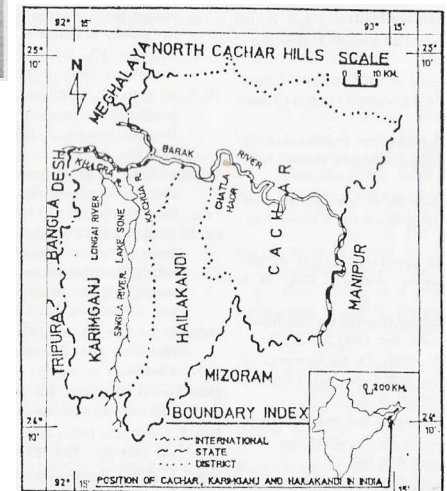 92° 15'
93° 15'
25°
10'
25°
10'
N
NORTH CACHAR HILLS
SCALE
0 5 10 KM.
MEGHALAYA
BARAK RIVER
BANGLA DESH
LONGAI RIVER
LAKE SONE
KACHUA R.
CHATLA HAOR
CACHAR
TRIPURA
KARIMGANJ
SINGLA RIVER
HAILAKANDI
MANIPUR
MIZORAM
200 KM.
BOUNDARY INDEX
INTERNATIONAL
STATE
DISTRICT
24°
10'
24°
10'
92° 15'
15'
POSITION OF CACHAR, KARIMGANJ AND HAILAKANDI IN INDIA